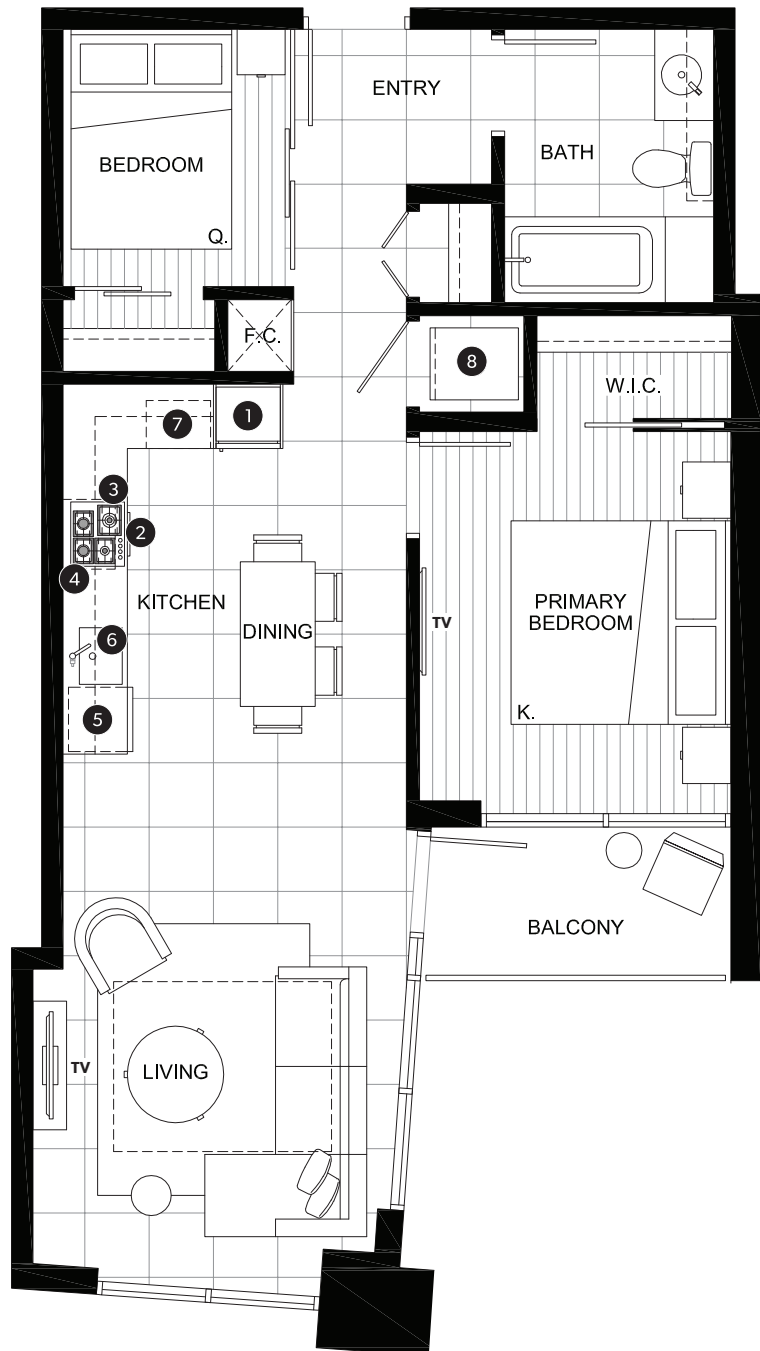 ENTRY
BEDROOM
BATH
Q.
F.C.
8
W.I.C.
1
7
3
2
4
KITCHEN
DINING
PRIMARY
BEDROOM
TV
6
5
K.
BALCONY
TV
LIVING